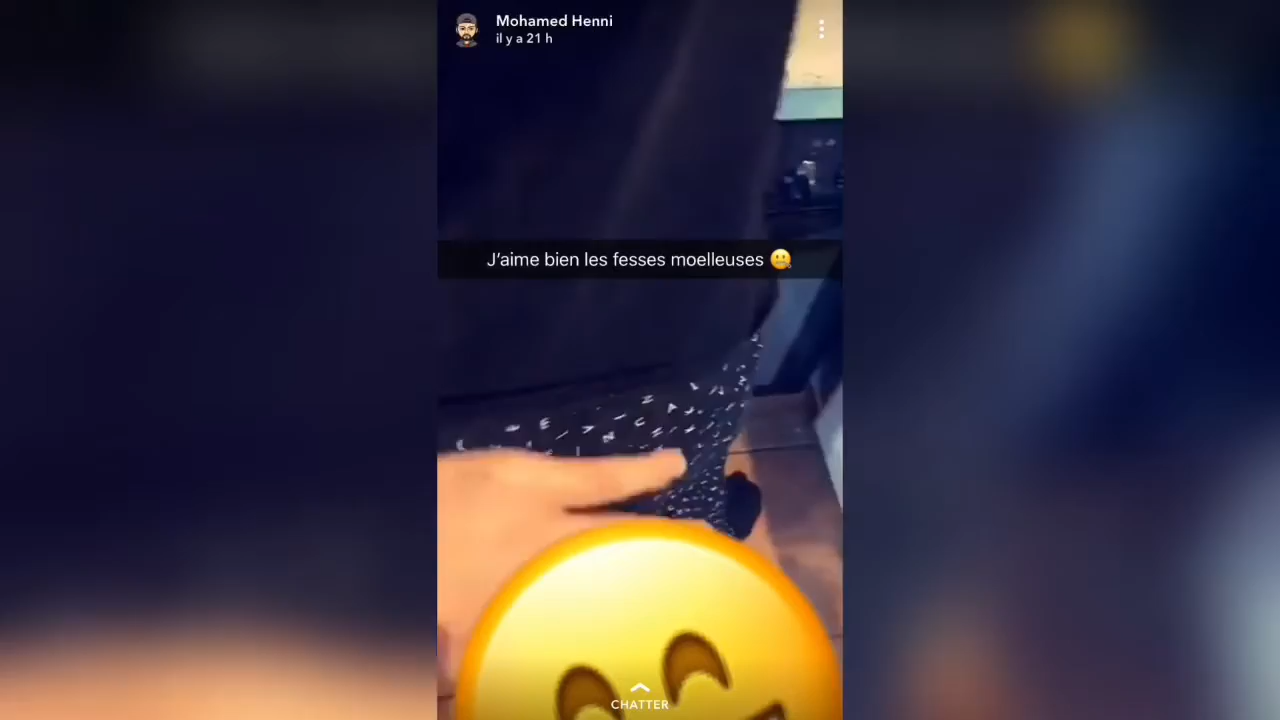 Mohamed Henni
il y a 21 h
J'aime bien les fesses moelleuses 🤐
CHATTER